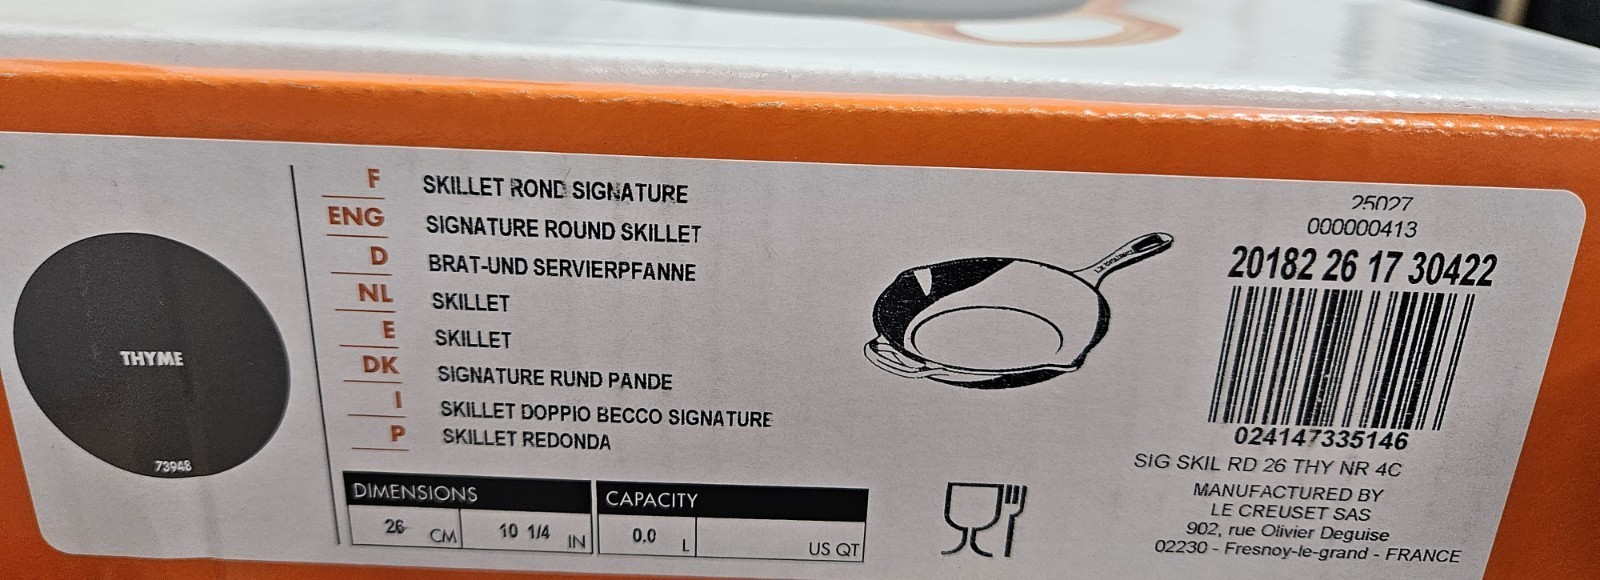 THYME
73948
F SKILLET ROND SIGNATURE
ENG SIGNATURE ROUND SKILLET
D BRAT-UND SERVIERPFANNE
NL SKILLET
E SKILLET
DK SIGNATURE RUND PANDE
I SKILLET DOPPIO BECCO SIGNATURE
P SKILLET REDONDA
DIMENSIONS
26 CM 10 1/4 IN
CAPACITY
0.0 L US QT
LE CREUSET
25027
000000413
20182 26 17 30422
024147335146
SIG SKIL RD 26 THY NR 4C
MANUFACTURED BY
LE CREUSET SAS
902, rue Olivier Deguise
02230 - Fresnoy-le-grand - FRANCE